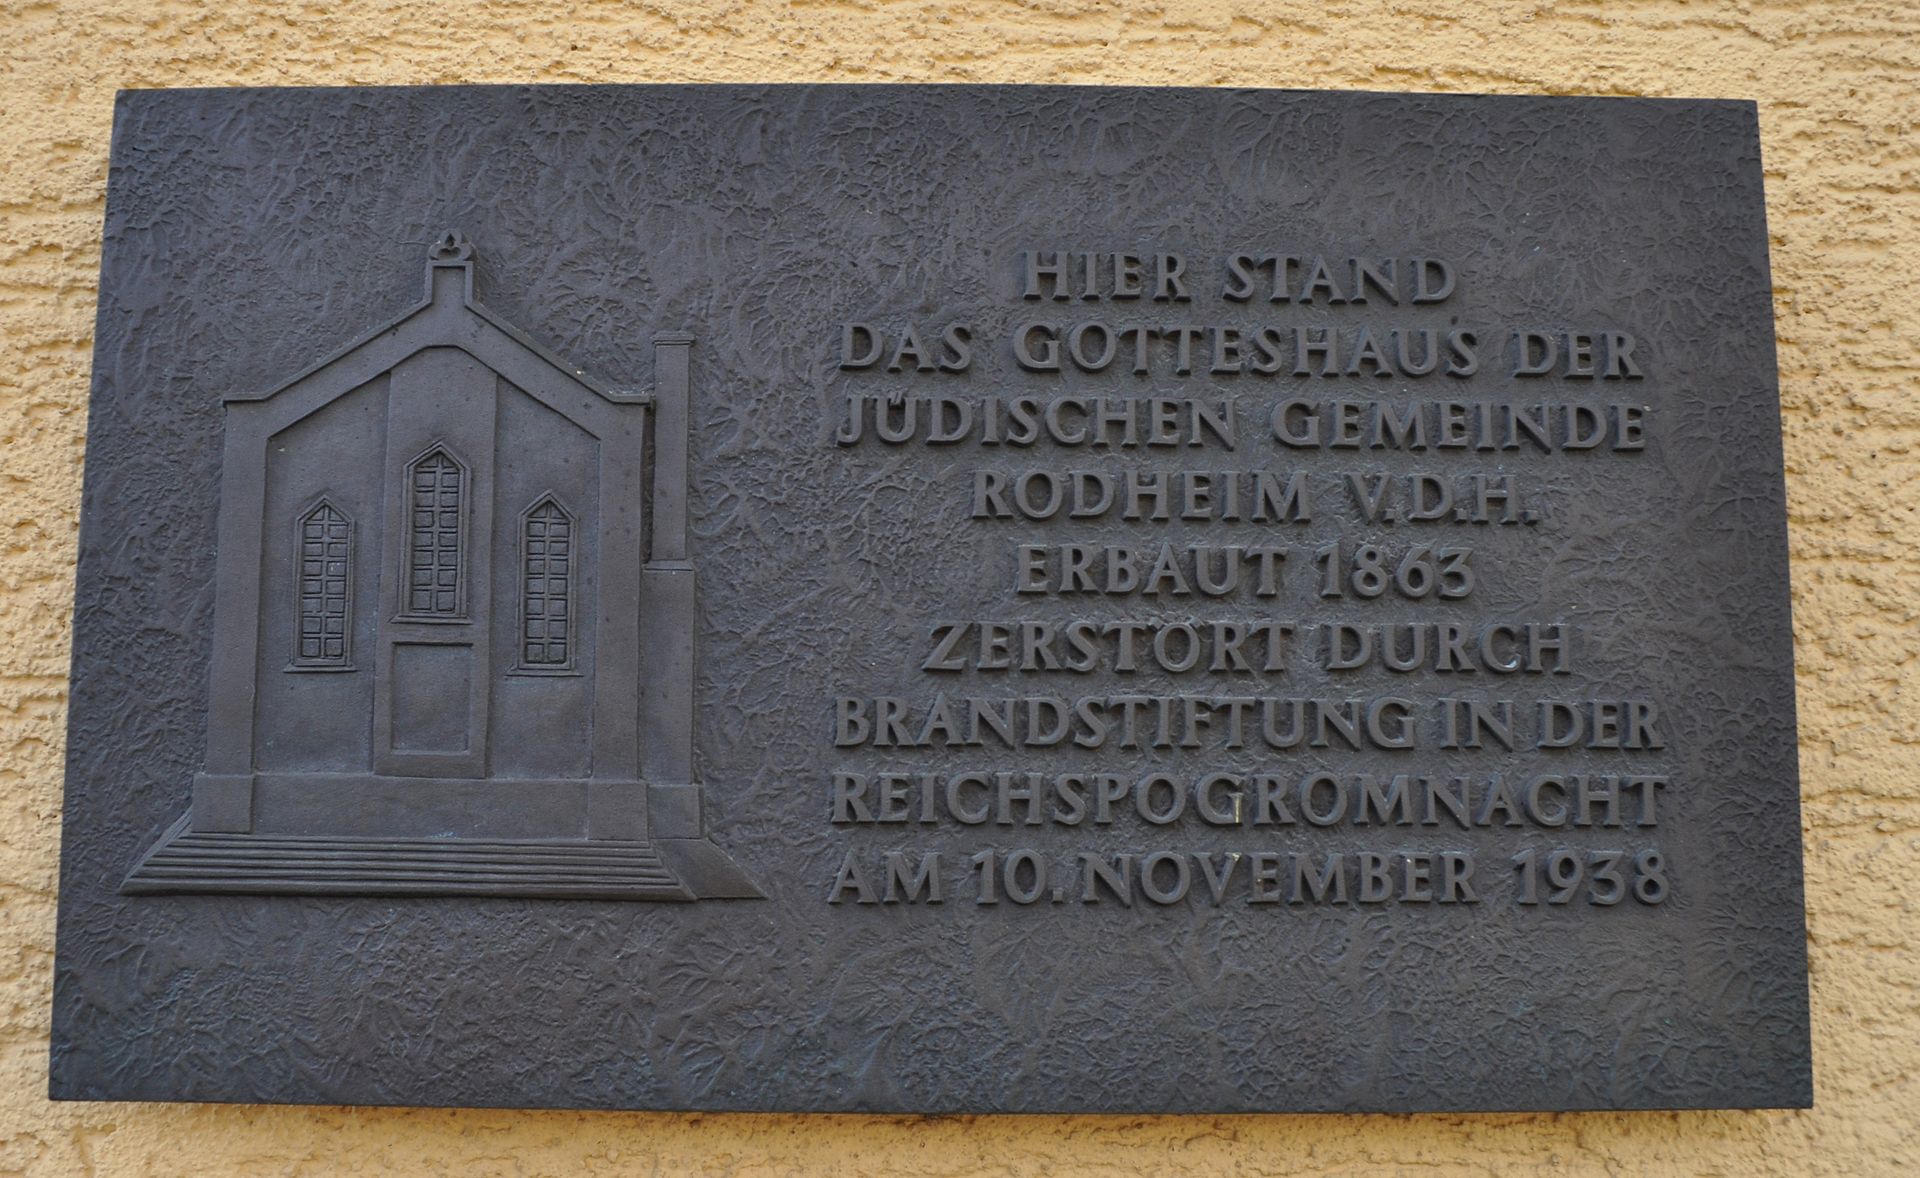 HIER STAND
DAS GOTTESHAUS DER
JÜDISCHEN GEMEINDE
RODHEIM V.D.H.
ERBAUT 1863
ZERSTÖRT DURCH
BRANDSTIFTUNG IN DER
REICHSPOGROMNACHT
AM 10. NOVEMBER 1938